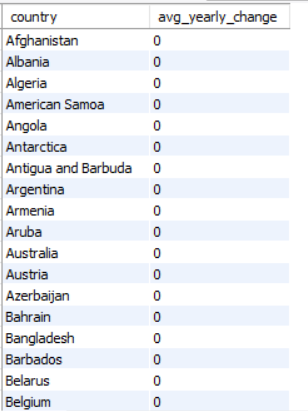 country avg_yearly_change
Afghanistan 0
Albania 0
Algeria 0
American Samoa 0
Angola 0
Antarctica 0
Antigua and Barbuda 0
Argentina 0
Armenia 0
Aruba 0
Australia 0
Austria 0
Azerbaijan 0
Bahrain 0
Bangladesh 0
Barbados 0
Belarus 0
Belgium 0